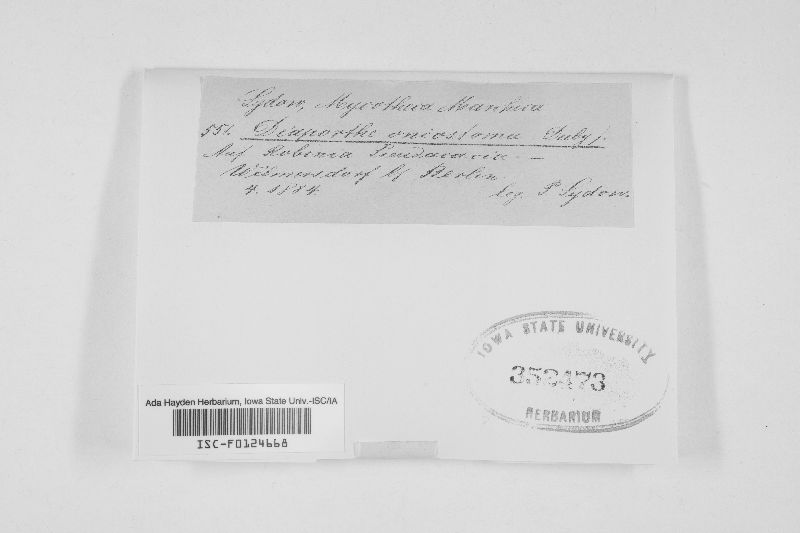 Sydow, Mycotheca Marchica
551. Diaporthe oncostoma Duby f.
Auf Robinia Pseudacacia. —
Wilmersdorf b/ Berlin
4. 1884. leg. P. Sydow.
IOWA STATE UNIVERSITY
358473
HERBARIUM
Ada Hayden Herbarium, Iowa State Univ.-ISC/IA
ISC-F0124668